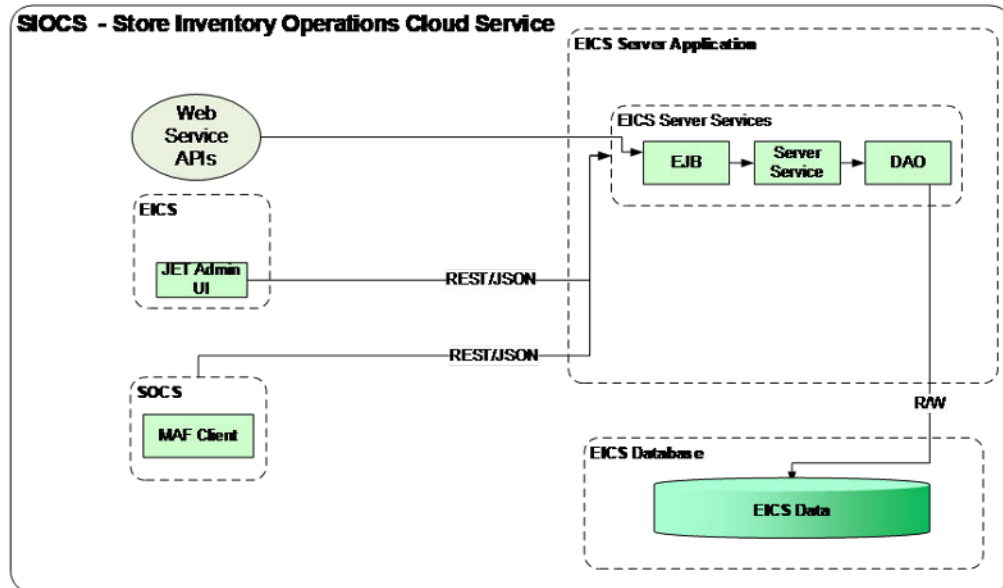 SIOCS - Store Inventory Operations Cloud Service
EICS Server Application
Web
Service
APIs
EICS Server Services
EJB
Server
Service
DAO
EICS
JET Admin
UI
REST/JSON
REST/JSON
SOCS
MAF Client
R/W
EICS Database
EICS Data